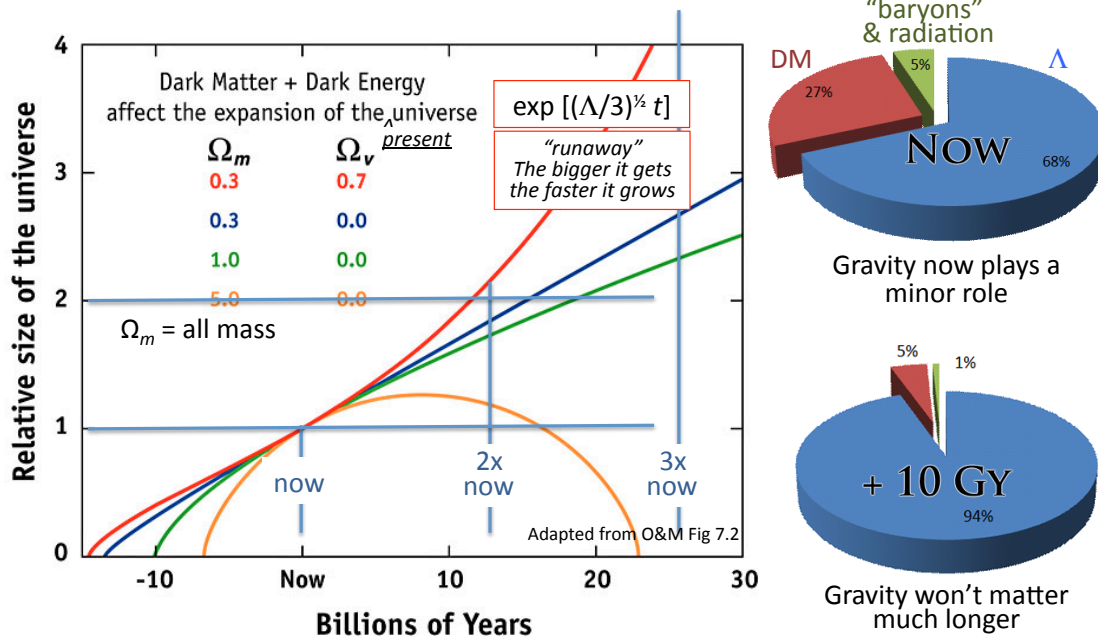 4
3
2
1
0
Relative size of the universe
Dark Matter + Dark Energy
affect the expansion of the universe
^
present
Ωm Ωv
0.3 0.7
0.3 0.0
1.0 0.0
5.0 0.0
Ωm = all mass
exp [(Λ/3)½ t]
“runaway”
The bigger it gets
the faster it grows
now
2x
now
3x
now
Adapted from O&M Fig 7.2
-10 Now 10 20 30
Billions of Years
“baryons”
& radiation
DM
Λ
5%
27%
68%
NOW
Gravity now plays a
minor role
5%
1%
+ 10 GY
94%
Gravity won’t matter
much longer